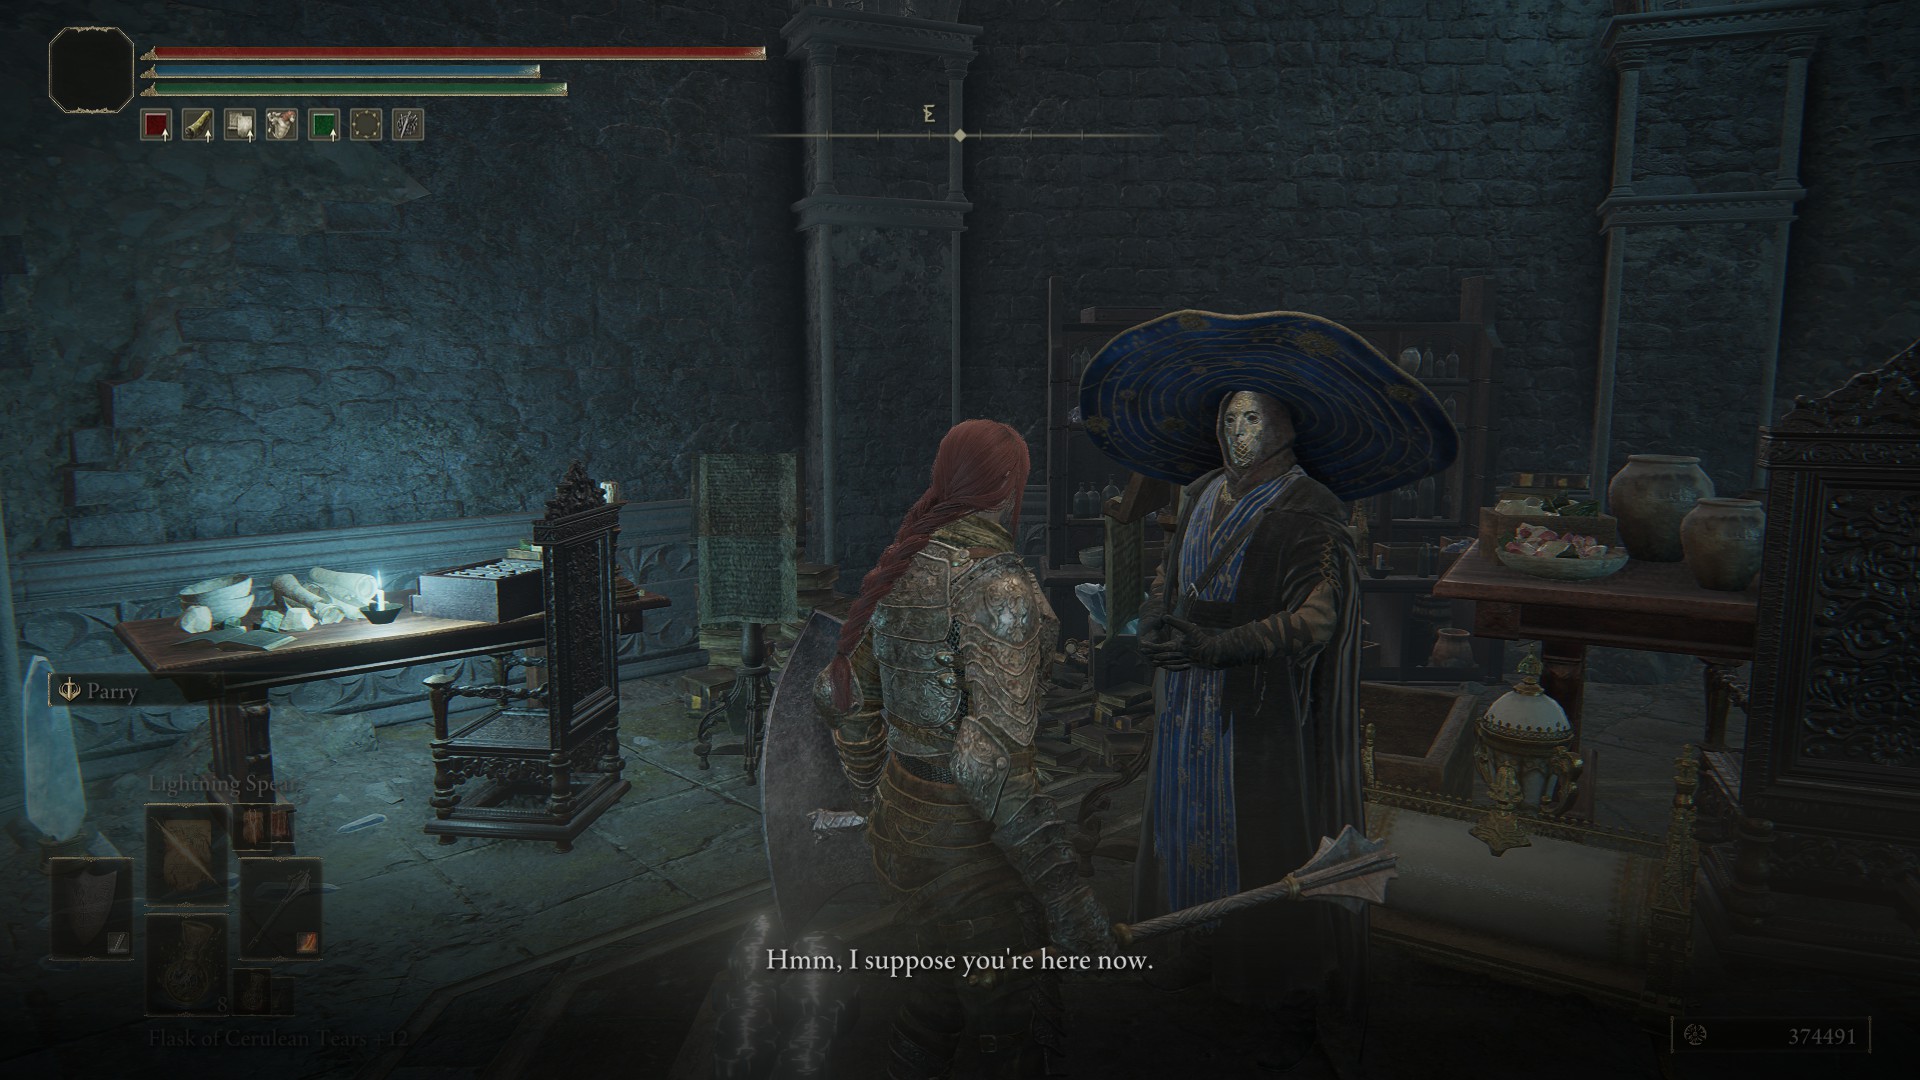 E
Parry
Lightning Spear
8
Hmm, I suppose you're here now.
Flask of Cerulean Tears +12
374491